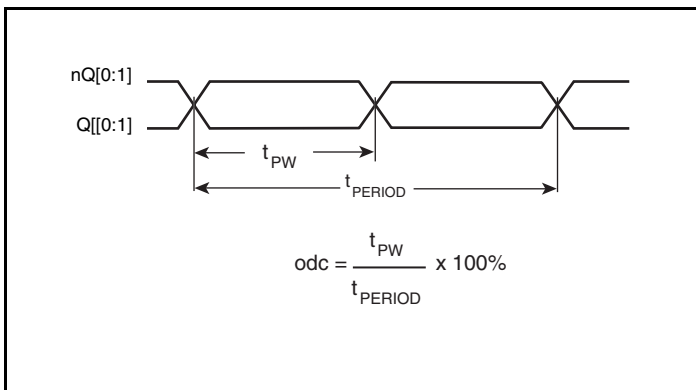 nQ[0:1]
Q[[0:1]
tPW
tPERIOD
odc = tPW / tPERIOD x 100%